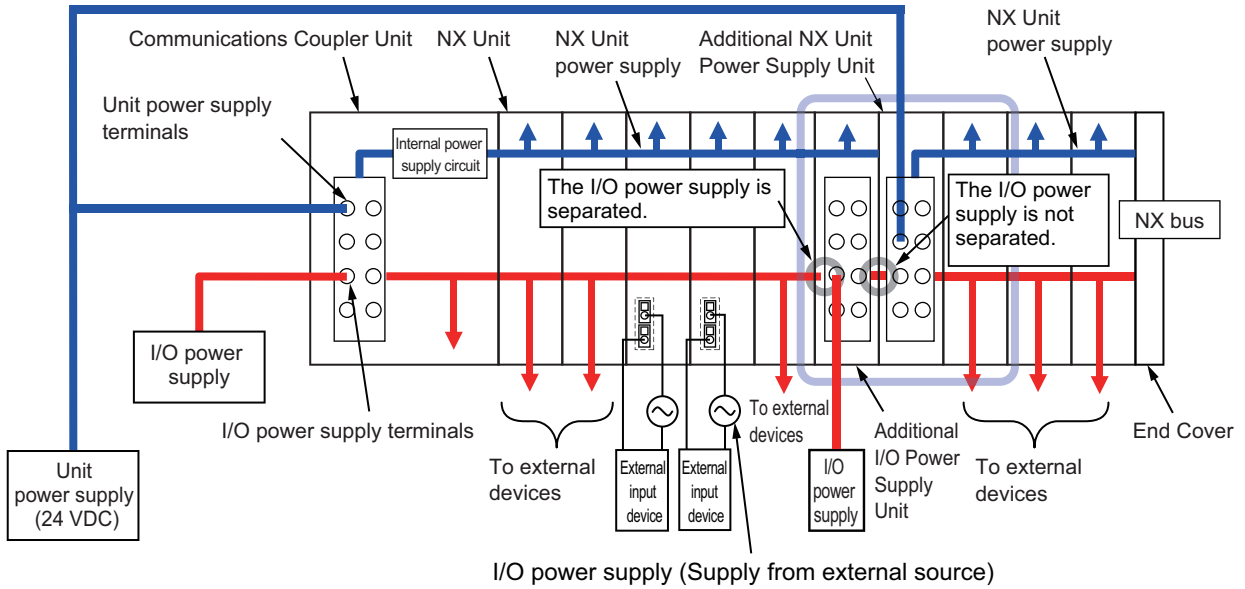 Communications Coupler Unit
NX Unit
NX Unit
power supply
Additional NX Unit
Power Supply Unit
NX Unit
power supply
Unit power supply
terminals
Internal power
supply circuit
The I/O power supply is
separated.
The I/O power
supply is not
separated.
NX bus
I/O power
supply
I/O power supply terminals
Unit
power supply
(24 VDC)
To external
devices
External
input
device
External
input
device
To external
devices
I/O
power
supply
Additional
I/O Power
Supply
Unit
To external
devices
End Cover
I/O power supply (Supply from external source)